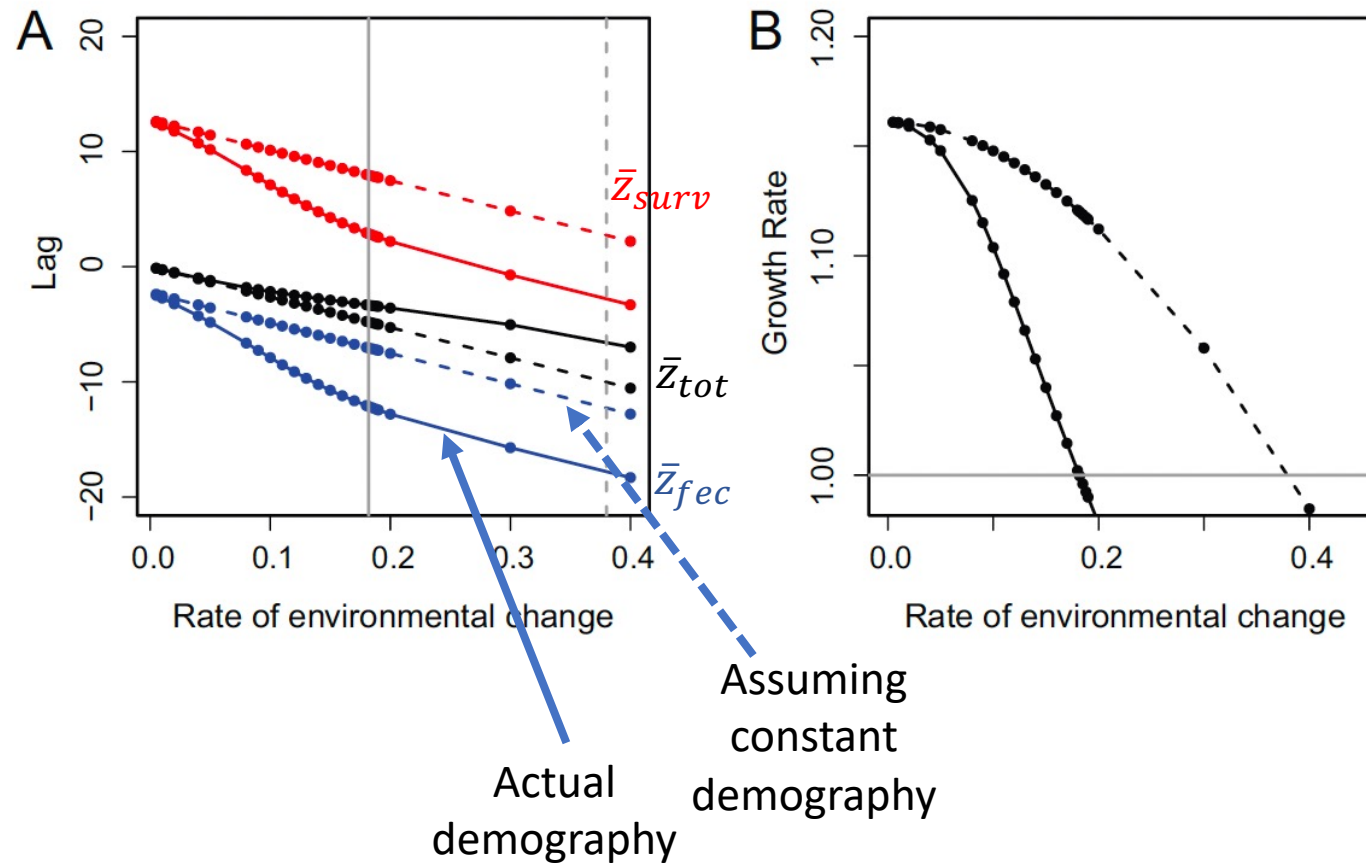 A
20
10
0
−10
−20
Lag
0.0 0.1 0.2 0.3 0.4
Rate of environmental change
z̄surv
z̄tot
z̄fec
B
1.20
1.10
1.00
Growth Rate
0.0 0.2 0.4
Rate of environmental change
Actual
demography
Assuming
constant
demography